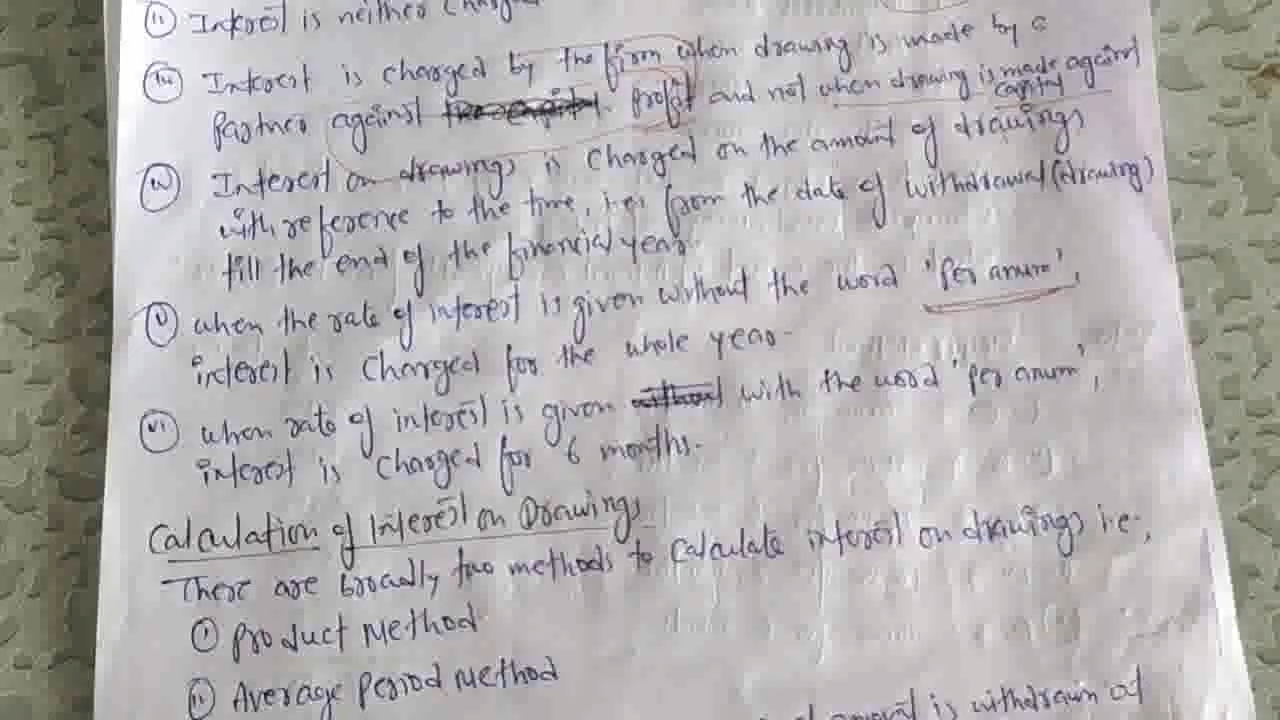 (ii) Interest is neither charged
(iii) Interest is charged by the firm when drawing is made by a
partner against profit and not when drawing is made against
capital
(iv) Interest on drawings is charged on the amount of drawings
with reference to the time, i.e; from the date of withdrawal (drawing)
till the end of the financial year.
(v) when the rate of interest is given without the word 'Per anum',
interest is charged for the whole year.
(vi) when rate of interest is given with the word 'per anum',
interest is charged for 6 months.
Calculation of Interest on Drawings
There are broadly two methods to calculate interest on drawings i.e;
(i) Product Method
(ii) Average Period Method
amount is withdrawn at